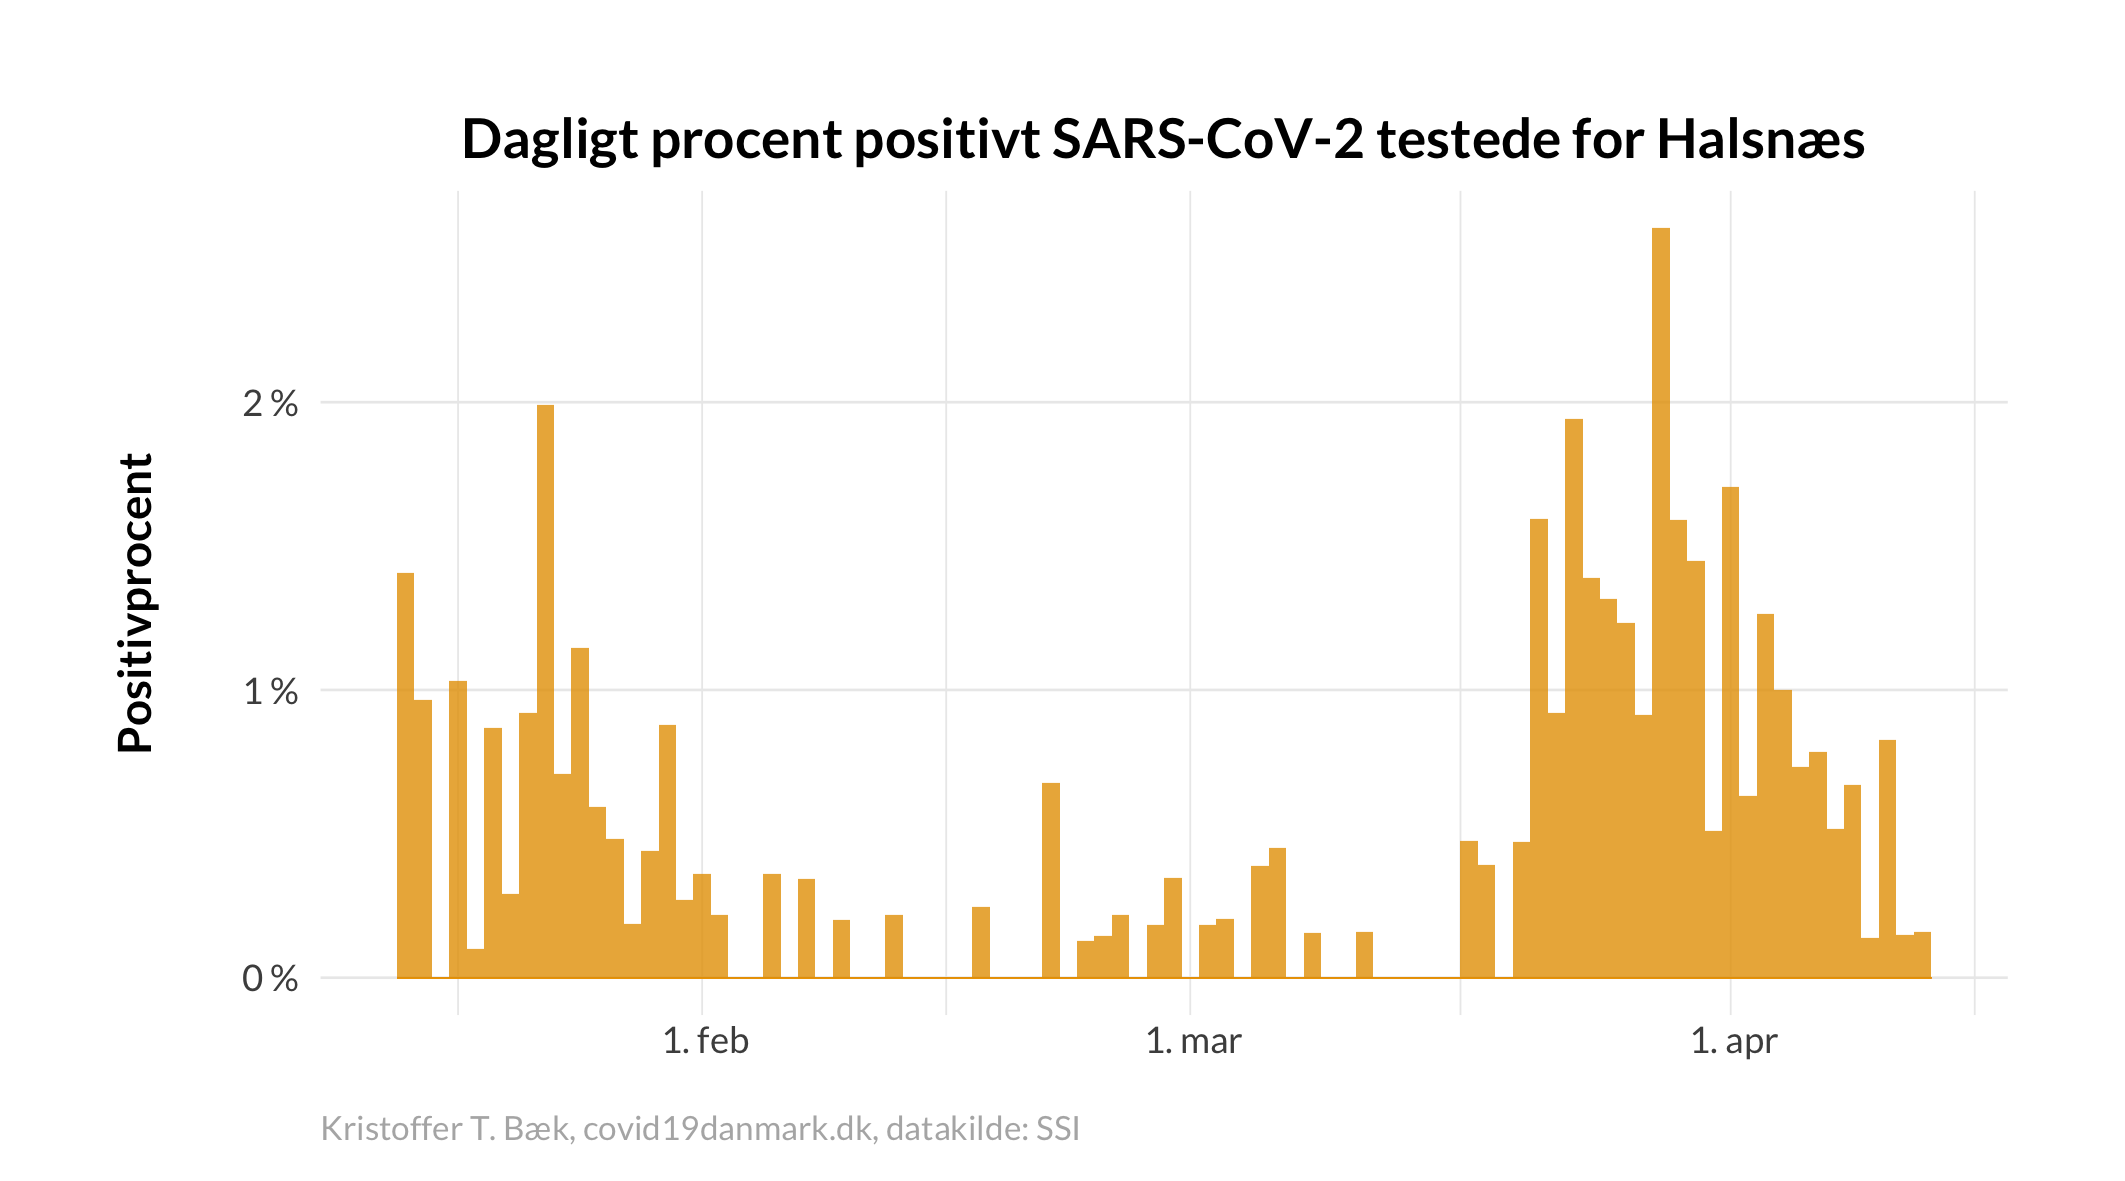 Dagligt procent positivt SARS-CoV-2 testede for Halsnæs
Positivprocent
2 %
1 %
0 %
1. feb
1. mar
1. apr
Kristoffer T. Bæk, covid19danmark.dk, datakilde: SSI